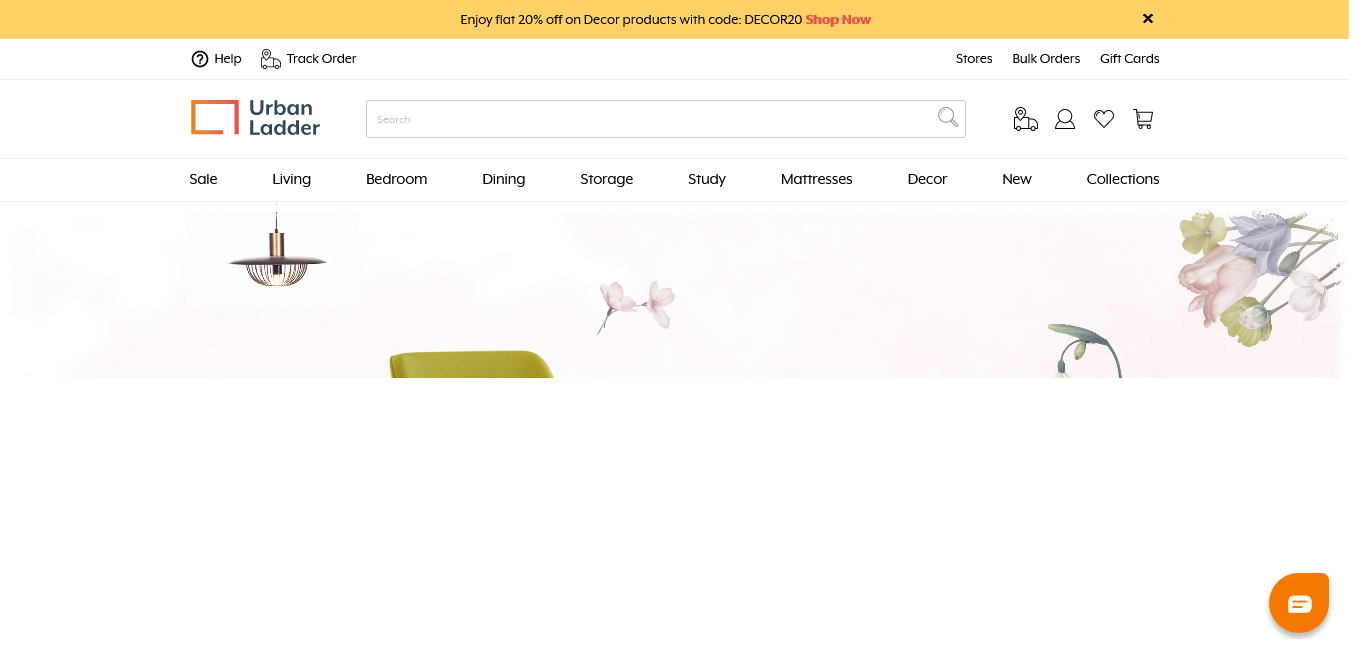 Enjoy flat 20% off on Decor products with code: DECOR20 Shop Now
Help Track Order Stores Bulk Orders Gift Cards
Urban
Ladder
Search
Sale Living Bedroom Dining Storage Study Mattresses Decor New Collections